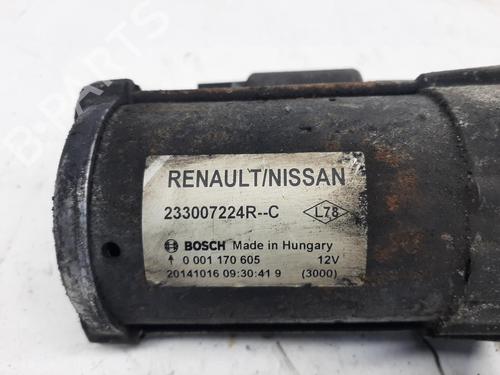 B-PARTS
RENAULT/NISSAN
233007224R--C L78
BOSCH Made in Hungary
0 001 170 605 12V
20141016 09:30:41 9 (3000)